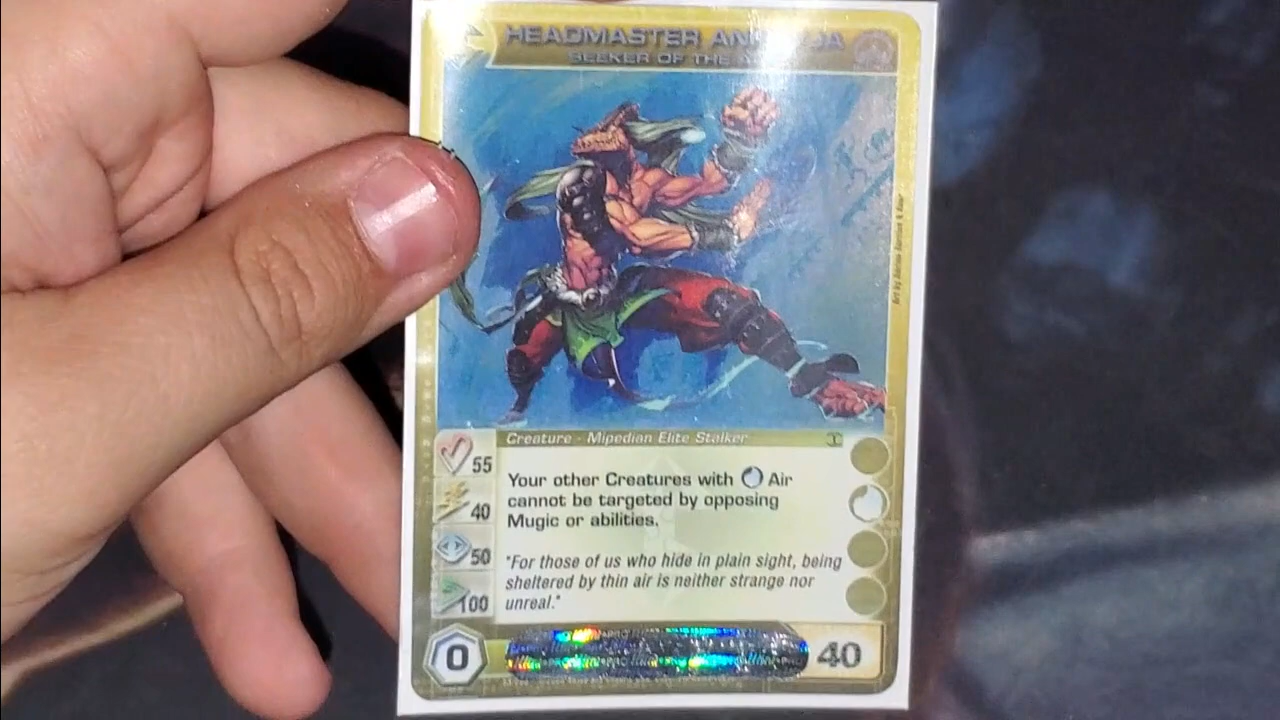 HEADMASTER AN
SEEKER OF THE
Creature - Mipedian Elite Stalker
55
Your other Creatures with Air
cannot be targeted by opposing
Mugic or abilities.
40
50
"For those of us who hide in plain sight, being
sheltered by thin air is neither strange nor
unreal."
100
0
40